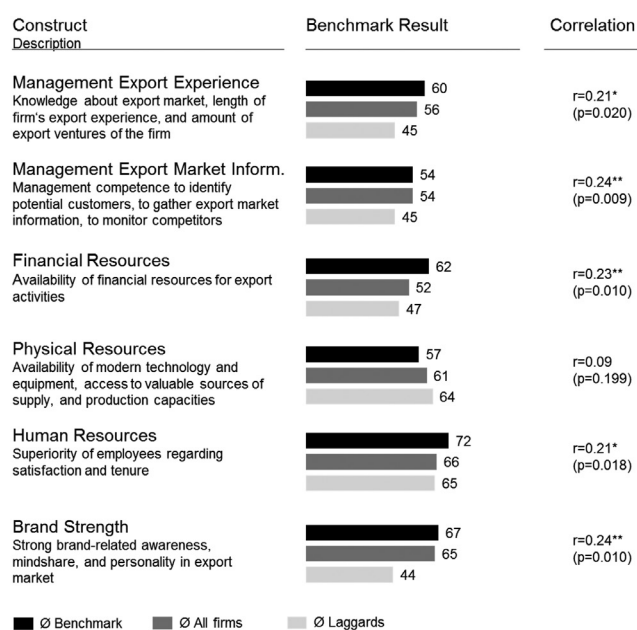 Construct
Description
Benchmark Result
Correlation
Management Export Experience
Knowledge about export market, length of
firm's export experience, and amount of
export ventures of the firm
60
56
45
r=0.21*
(p=0.020)
Management Export Market Inform.
Management competence to identify
potential customers, to gather export market
information, to monitor competitors
54
54
45
r=0.24**
(p=0.009)
Financial Resources
Availability of financial resources for export
activities
62
52
47
r=0.23**
(p=0.010)
Physical Resources
Availability of modern technology and
equipment, access to valuable sources of
supply, and production capacities
57
61
64
r=0.09
(p=0.199)
Human Resources
Superiority of employees regarding
satisfaction and tenure
72
66
65
r=0.21*
(p=0.018)
Brand Strength
Strong brand-related awareness,
mindshare, and personality in export
market
67
65
44
r=0.24**
(p=0.010)
Ø Benchmark
Ø All firms
Ø Laggards